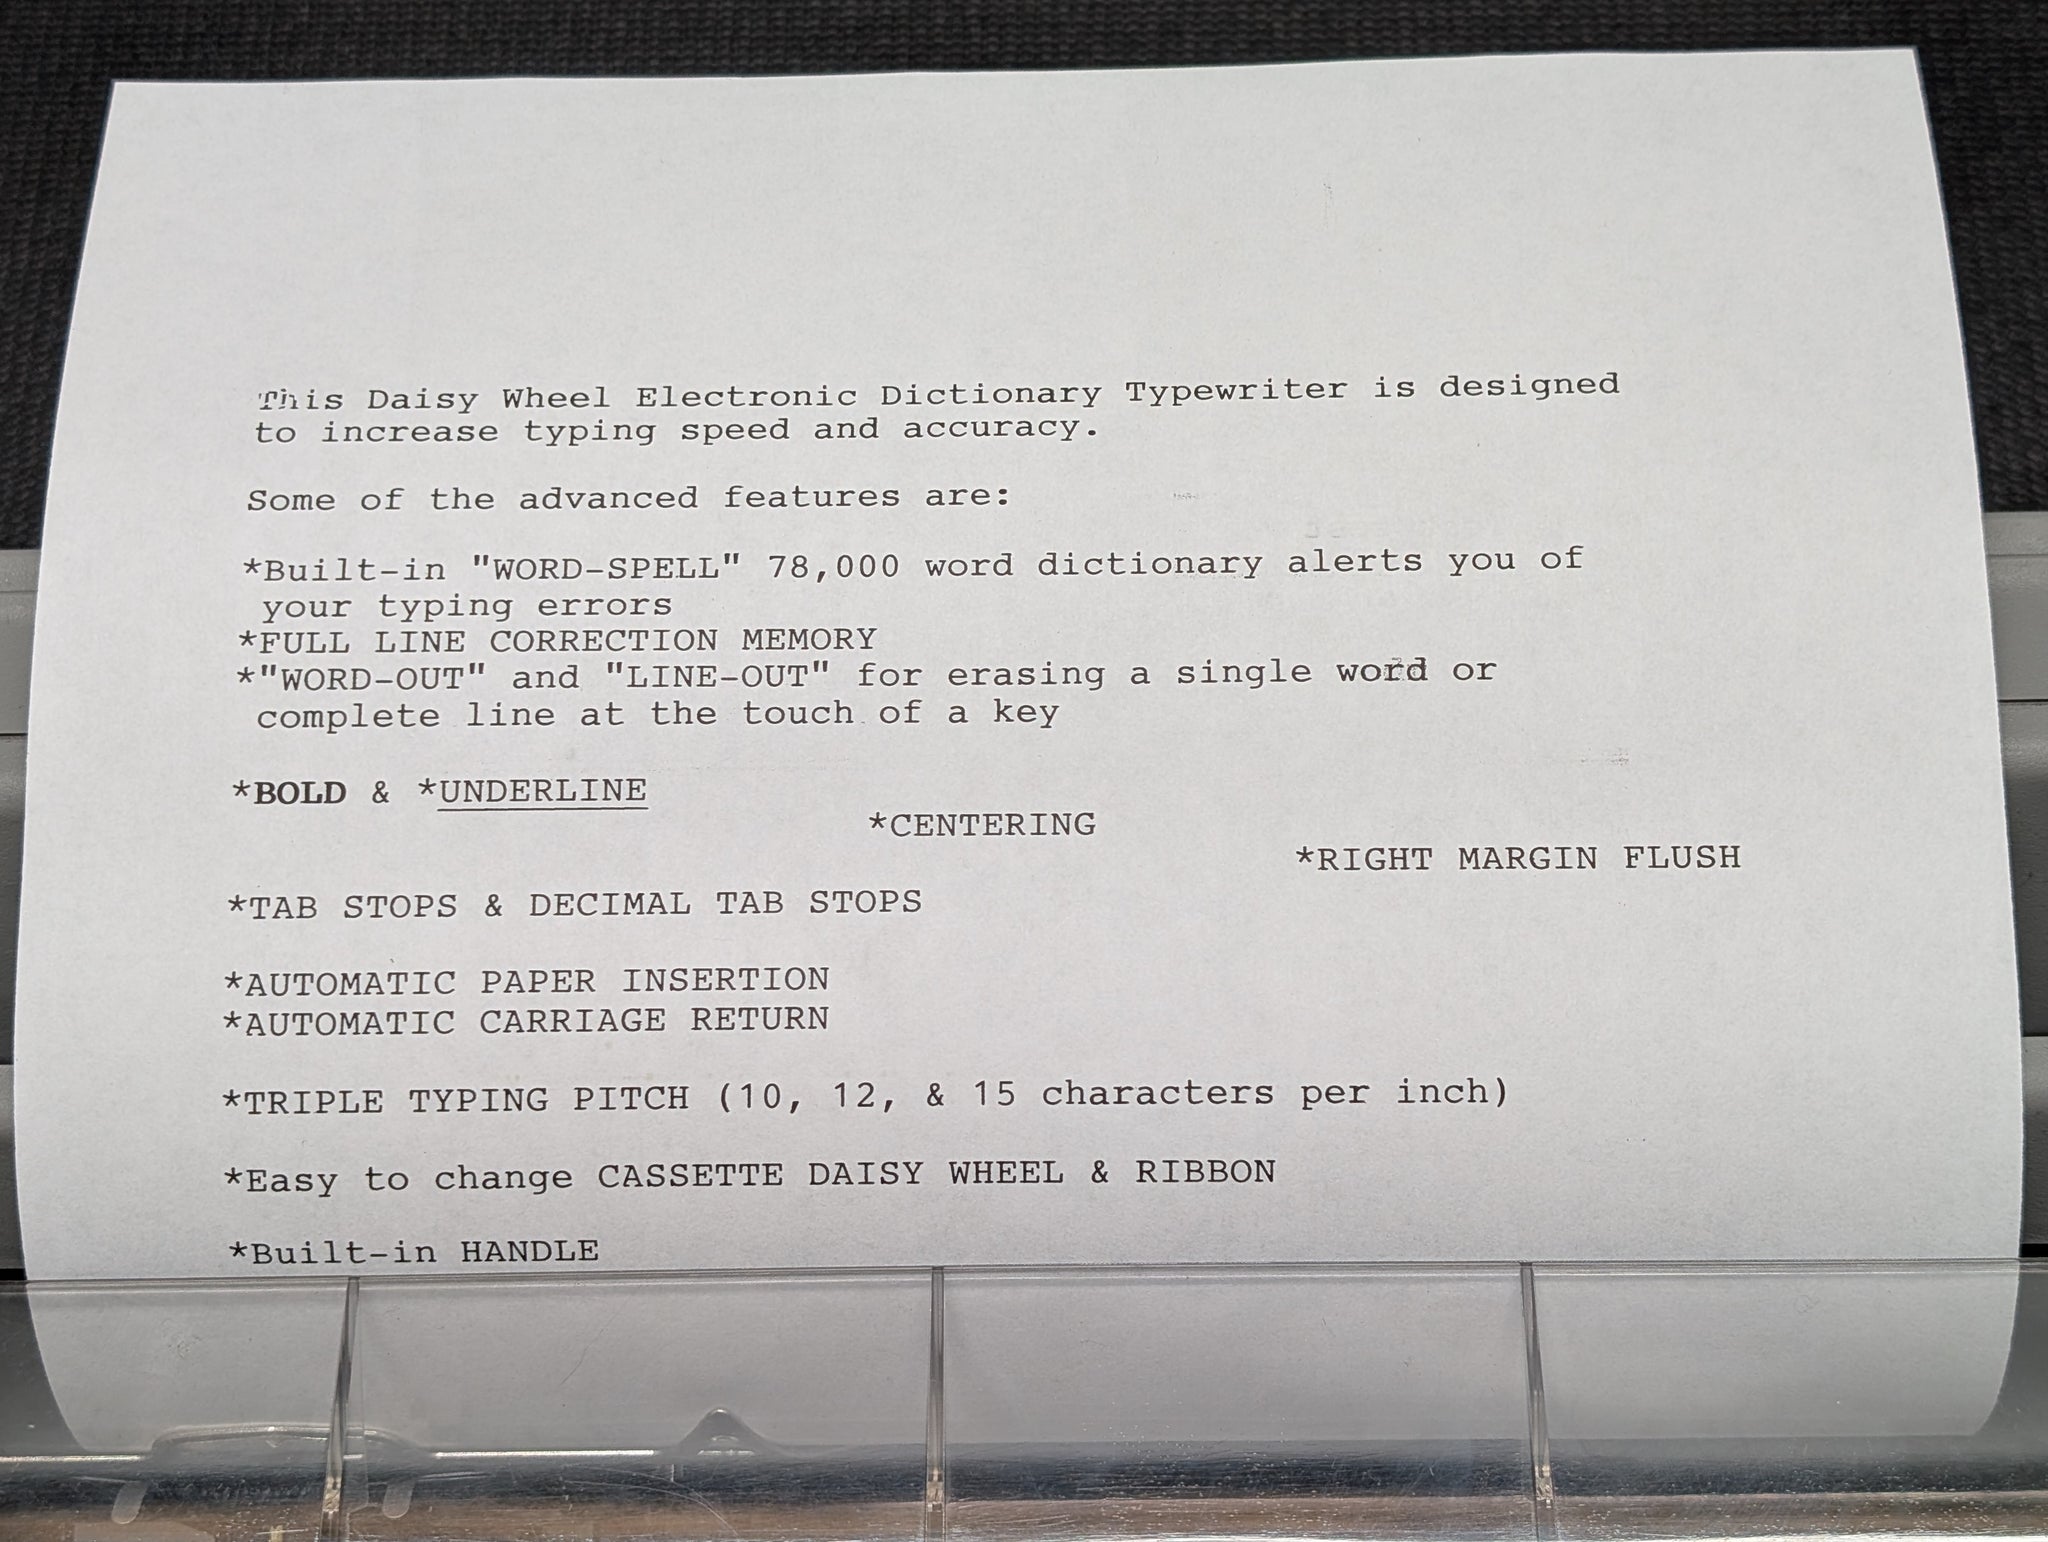 This Daisy Wheel Electronic Dictionary Typewriter is designed
to increase typing speed and accuracy.
Some of the advanced features are:
*Built-in "WORD-SPELL" 78,000 word dictionary alerts you of
your typing errors
*FULL LINE CORRECTION MEMORY
*"WORD-OUT" and "LINE-OUT" for erasing a single word or
complete line at the touch of a key
*BOLD & *UNDERLINE
*CENTERING
*RIGHT MARGIN FLUSH
*TAB STOPS & DECIMAL TAB STOPS
*AUTOMATIC PAPER INSERTION
*AUTOMATIC CARRIAGE RETURN
*TRIPLE TYPING PITCH (10, 12, & 15 characters per inch)
*Easy to change CASSETTE DAISY WHEEL & RIBBON
*Built-in HANDLE